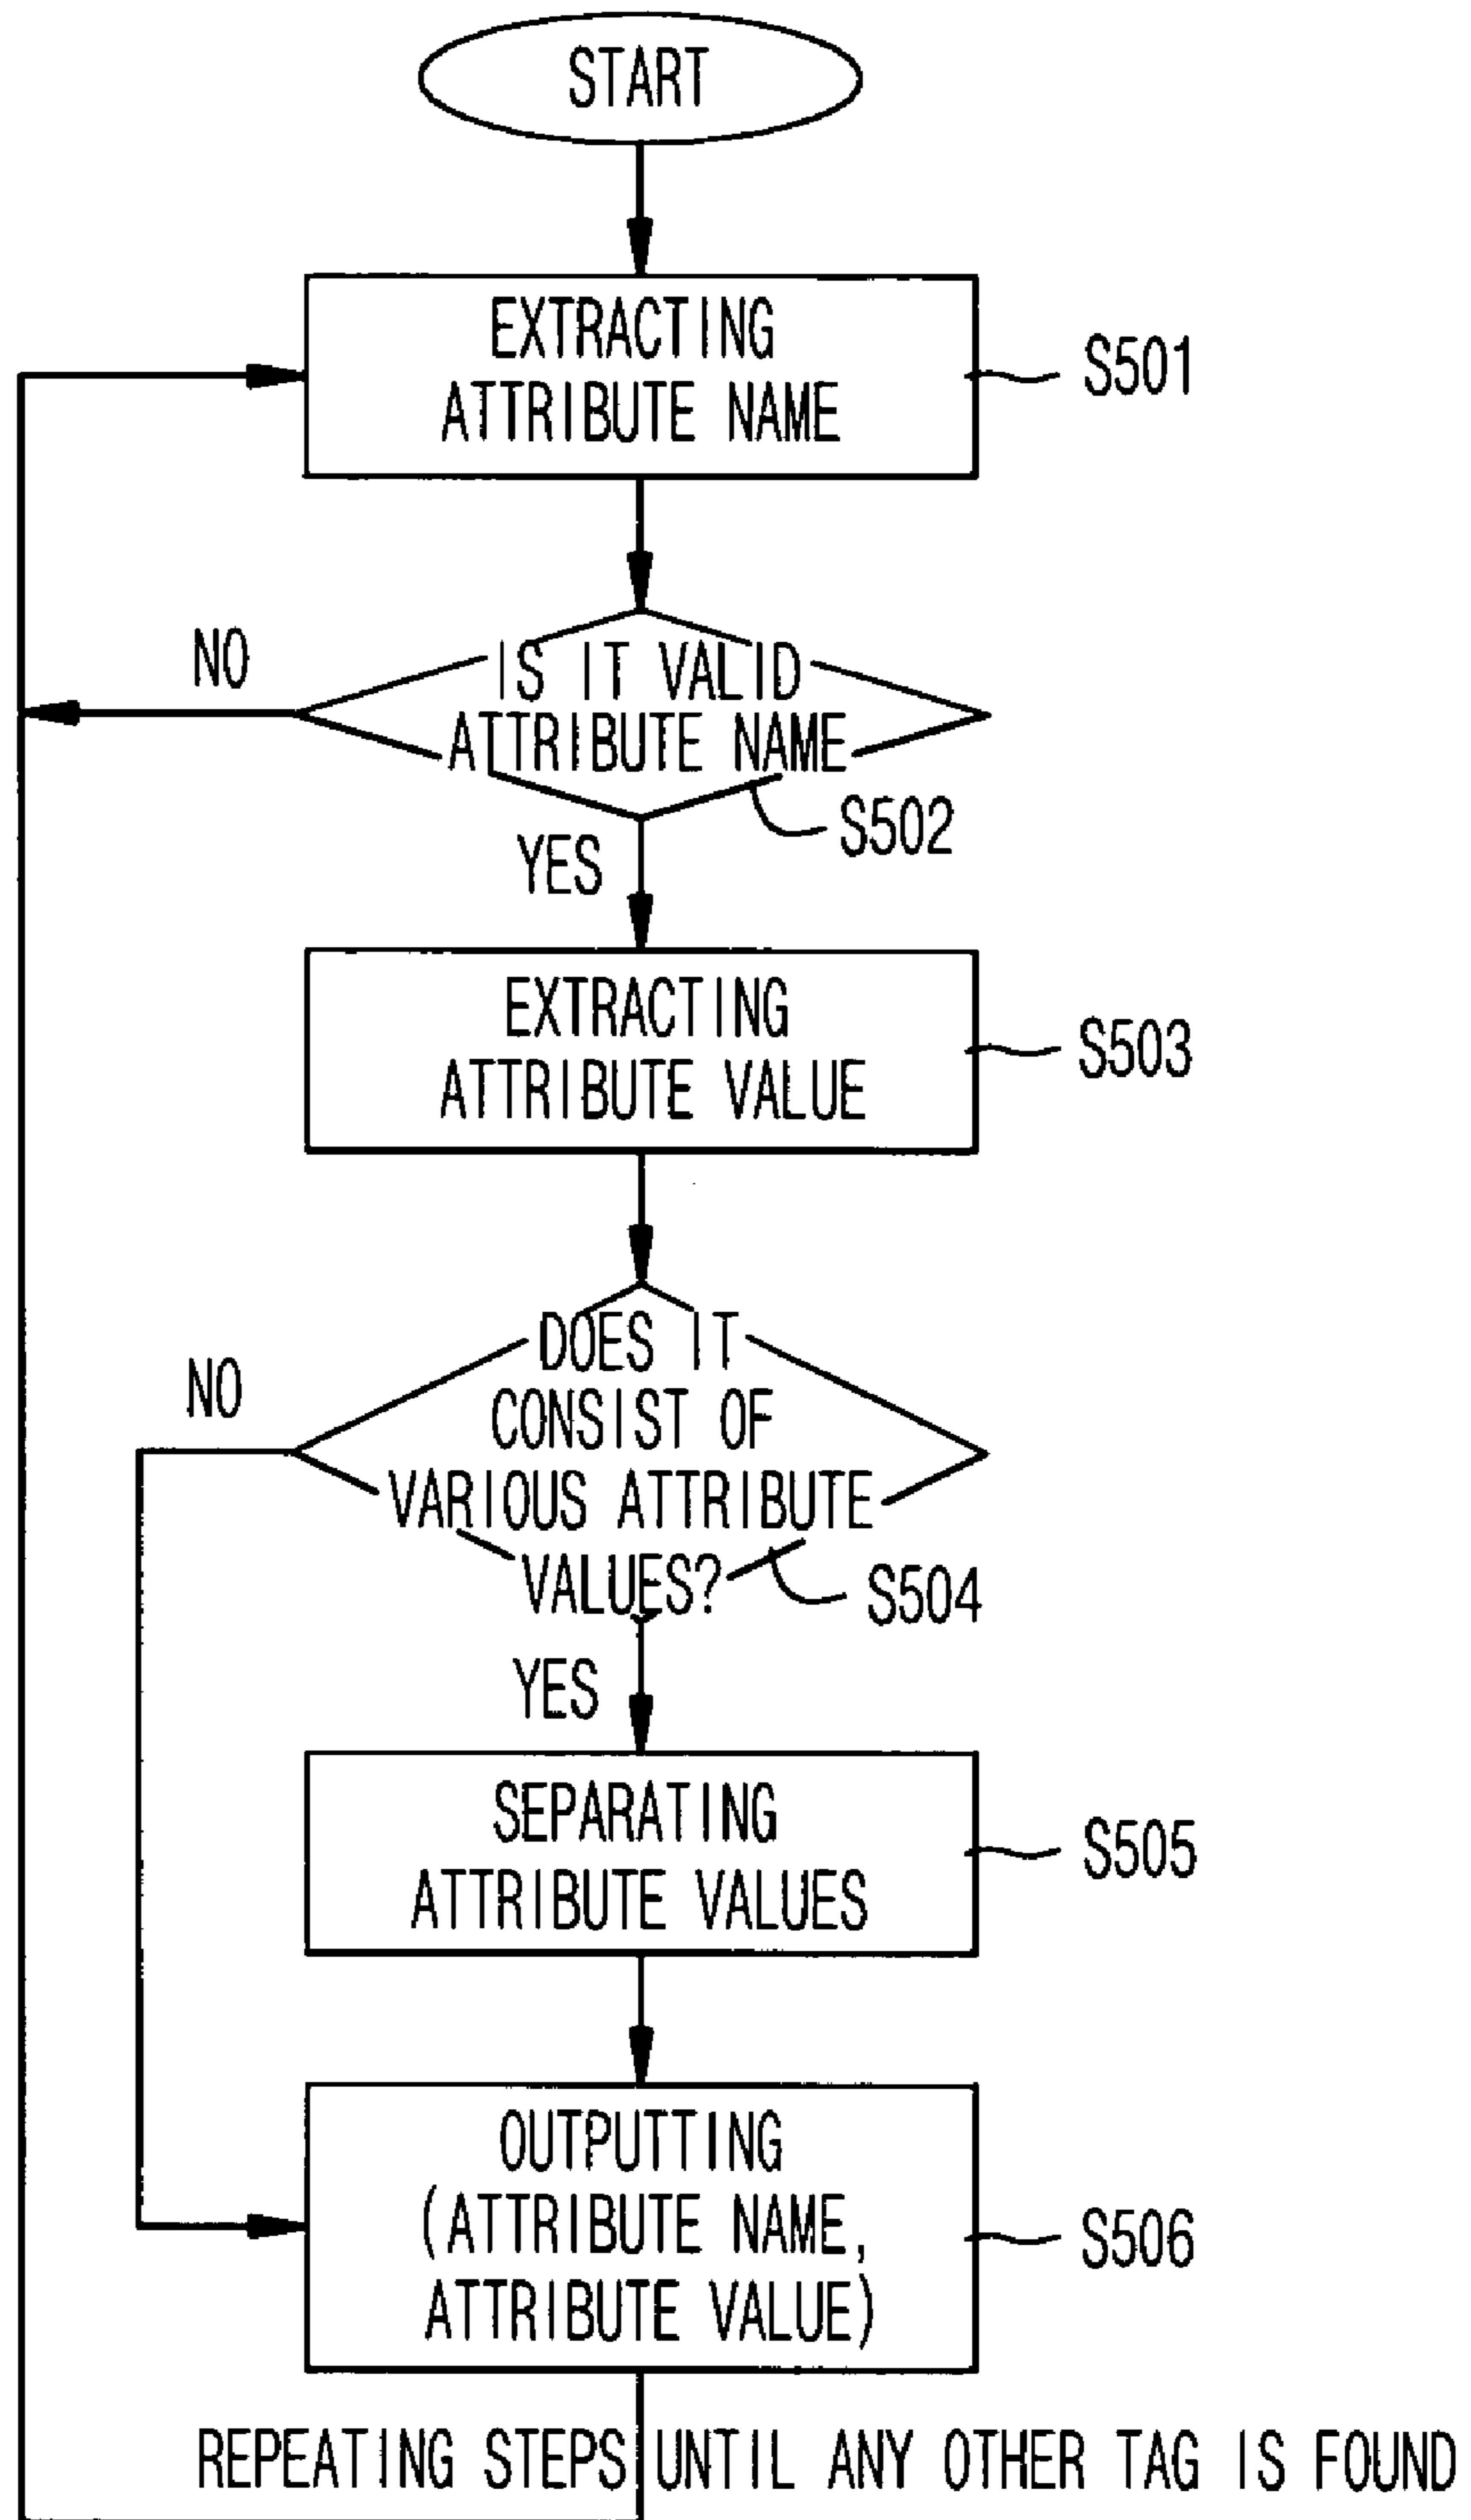 START
EXTRACTING
ATTRIBUTE NAME
S501
NO
IS IT VALID
ATTRIBUTE NAME
S502
YES
EXTRACTING
ATTRIBUTE VALUE
S503
DOES IT
CONSIST OF
VARIOUS ATTRIBUTE
VALUES?
NO
S504
YES
SEPARATING
ATTRIBUTE VALUES
S505
OUTPUTTING
(ATTRIBUTE NAME,
ATTRIBUTE VALUE)
S506
REPEATING STEPS UNTIL ANY OTHER TAG IS FOUND